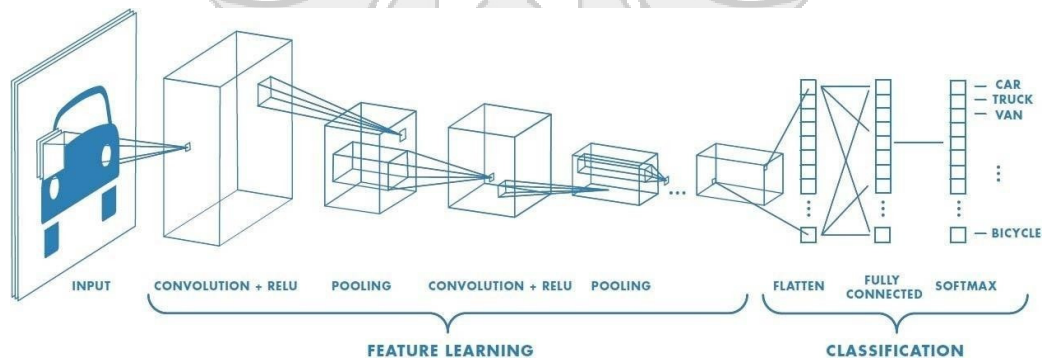 CAR
TRUCK
VAN
BICYCLE
INPUT
CONVOLUTION + RELU
POOLING
CONVOLUTION + RELU
POOLING
FLATTEN
FULLY
CONNECTED
SOFTMAX
FEATURE LEARNING
CLASSIFICATION